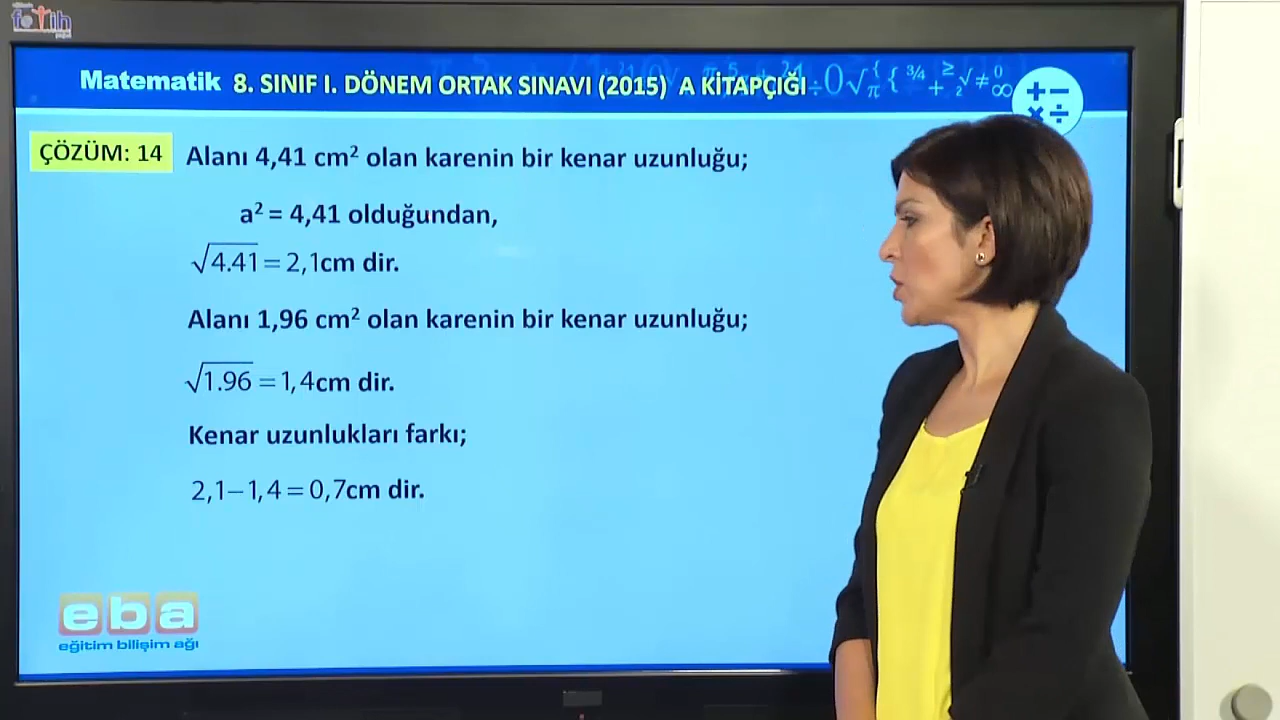 fatih
Matematik 8. SINIF I. DÖNEM ORTAK SINAVI (2015) A KİTAPÇIĞI
ÇÖZÜM: 14
Alanı 4,41 cm² olan karenin bir kenar uzunluğu;
a² = 4,41 olduğundan,
√4.41 = 2,1cm dir.
Alanı 1,96 cm² olan karenin bir kenar uzunluğu;
√1.96 = 1,4cm dir.
Kenar uzunlukları farkı;
2,1–1,4 = 0,7cm dir.
eba
eğitim bilişim ağı